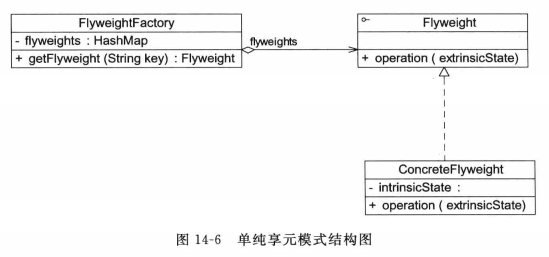 FlyweightFactory
- flyweights : HashMap
+ getFlyweight (String key) : Flyweight
flyweights
Flyweight
+ operation ( extrinsicState)
ConcreteFlyweight
- intrinsicState :
+ operation ( extrinsicState)
图 14-6 单纯享元模式结构图